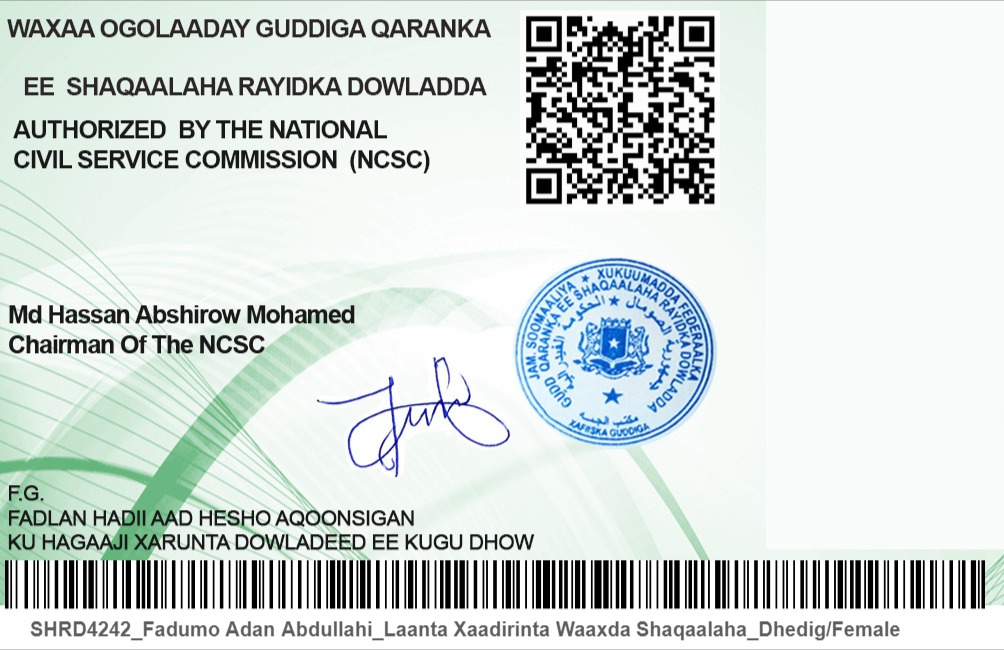 WAXAA OGOLAADAY GUDDIGA QARANKA
EE SHAQAALAHA RAYIDKA DOWLADDA
AUTHORIZED BY THE NATIONAL
CIVIL SERVICE COMMISSION (NCSC)
JAM. SOOMAALIYA ★ XUKUUMADDA FEDERAALKA
GUDD QARANKA EE SHAQAALAHA RAYIDKA DOWLADDA
XAFIISKA GUDDIGA
Md Hassan Abshirow Mohamed
Chairman Of The NCSC
F.G.
FADLAN HADII AAD HESHO AQOONSIGAN
KU HAGAAJI XARUNTA DOWLADEED EE KUGU DHOW
SHRD4242_Fadumo Adan Abdullahi_Laanta Xaadirinta Waaxda Shaqaalaha_Dhedig/Female